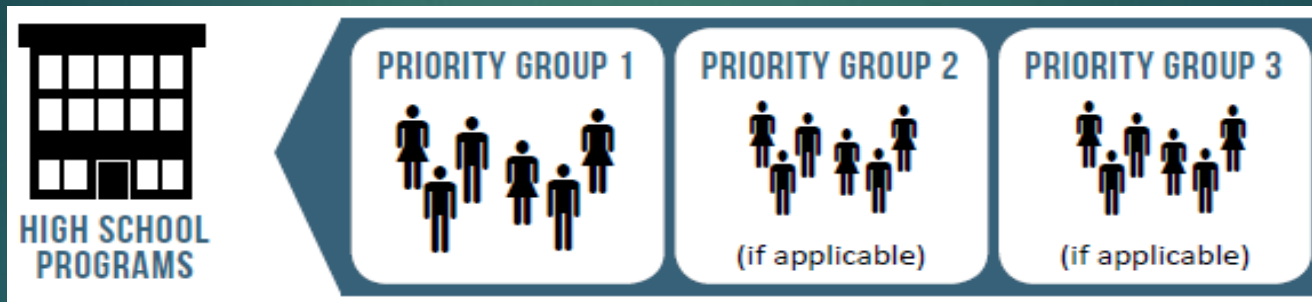 HIGH SCHOOL
PROGRAMS
PRIORITY GROUP 1
PRIORITY GROUP 2
(if applicable)
PRIORITY GROUP 3
(if applicable)